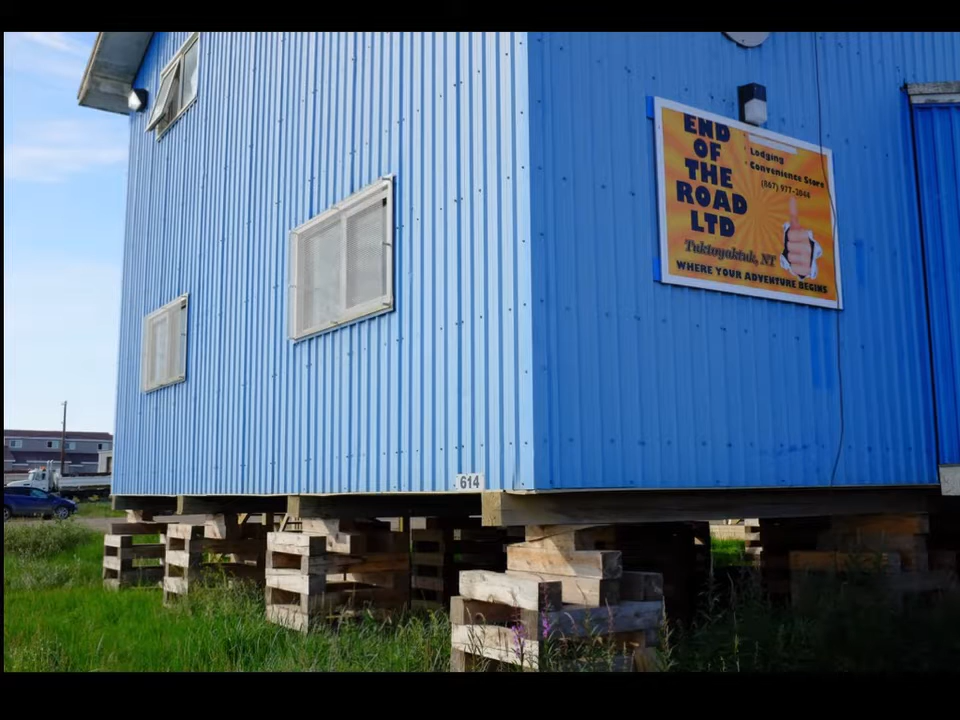 END
OF
THE
ROAD
LTD
• Lodging
• Convenience Store
(867) 977-2044
Tuktoyaktuk, NT
WHERE YOUR ADVENTURE BEGINS
614